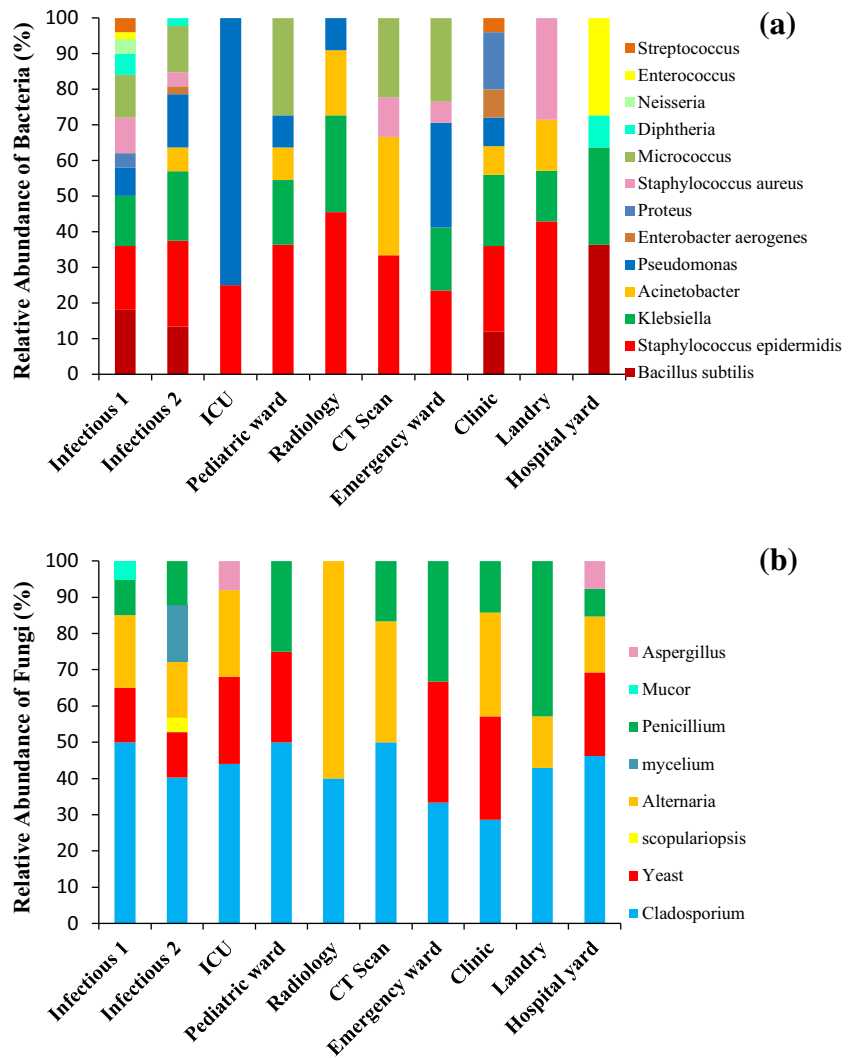 (a)
Relative Abundance of Bacteria (%)
100
90
80
70
60
50
40
30
20
10
0
Infectious 1
Infectious 2
ICU
Pediatric ward
Radiology
CT Scan
Emergency ward
Clinic
Landry
Hospital yard
Streptococcus
Enterococcus
Neisseria
Diphtheria
Micrococcus
Staphylococcus aureus
Proteus
Enterobacter aerogenes
Pseudomonas
Acinetobacter
Klebsiella
Staphylococcus epidermidis
Bacillus subtilis
(b)
Relative Abundance of Fungi (%)
100
90
80
70
60
50
40
30
20
10
0
Infectious 1
Infectious 2
ICU
Pediatric ward
Radiology
CT Scan
Emergency ward
Clinic
Landry
Hospital yard
Aspergillus
Mucor
Penicillium
mycelium
Alternaria
scopulariopsis
Yeast
Cladosporium